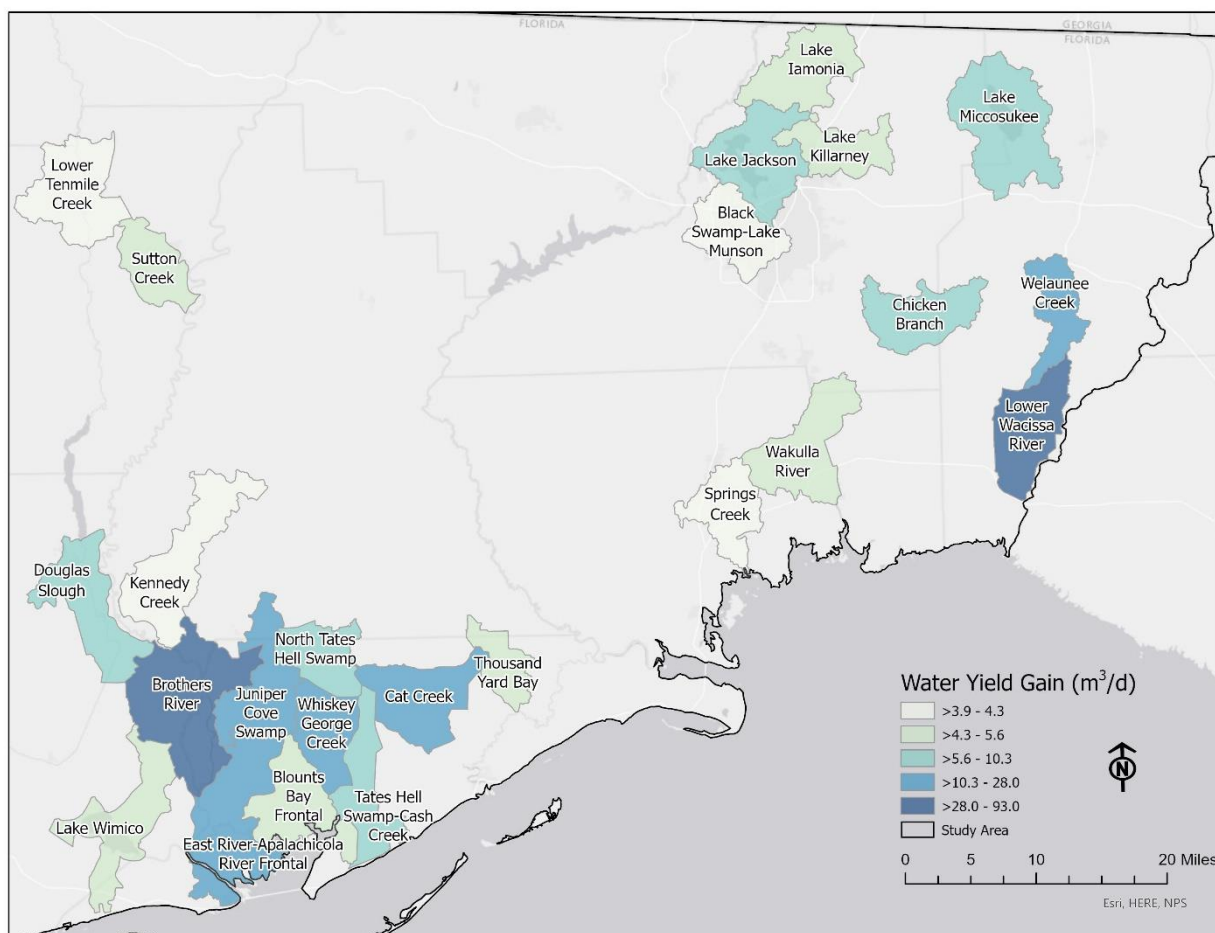 FLORIDA
GEORGIA
FLORIDA
Lake
Iamonia
Lake
Miccosukee
Lake
Killarney
Lake Jackson
Lower
Tenmile
Creek
Black
Swamp-Lake
Munson
Sutton
Creek
Welaunee
Creek
Chicken
Branch
Lower
Wacissa
River
Wakulla
River
Springs
Creek
Douglas
Slough
Kennedy
Creek
North Tates
Hell Swamp
Thousand
Yard Bay
Brothers
River
Juniper
Cove
Swamp
Whiskey
George
Creek
Cat Creek
Blounts
Bay
Frontal
Tates Hell
Swamp-Cash
Creek
Lake Wimico
East River-Apalachicola
River Frontal
Water Yield Gain (m³/d)
>3.9 - 4.3
>4.3 - 5.6
>5.6 - 10.3
>10.3 - 28.0
>28.0 - 93.0
Study Area
N
0 5 10 20 Miles
Esri, HERE, NPS